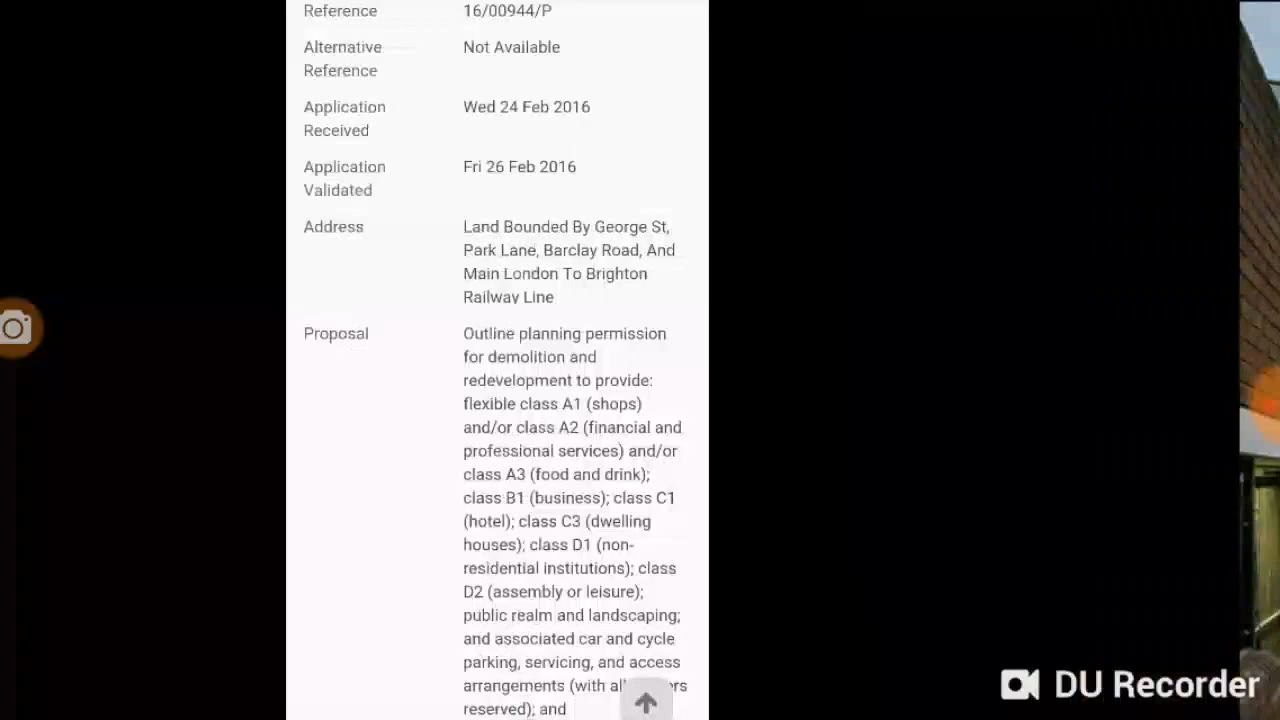 Reference 16/00944/P
Alternative Not Available
Reference
Application Wed 24 Feb 2016
Received
Application Fri 26 Feb 2016
Validated
Address Land Bounded By George St,
Park Lane, Barclay Road, And
Main London To Brighton
Railway Line
Proposal Outline planning permission
for demolition and
redevelopment to provide:
flexible class A1 (shops)
and/or class A2 (financial and
professional services) and/or
class A3 (food and drink);
class B1 (business); class C1
(hotel); class C3 (dwelling
houses); class D1 (non-
residential institutions); class
D2 (assembly or leisure);
public realm and landscaping;
and associated car and cycle
parking, servicing, and access
arrangements (with all
reserved); and
DU Recorder